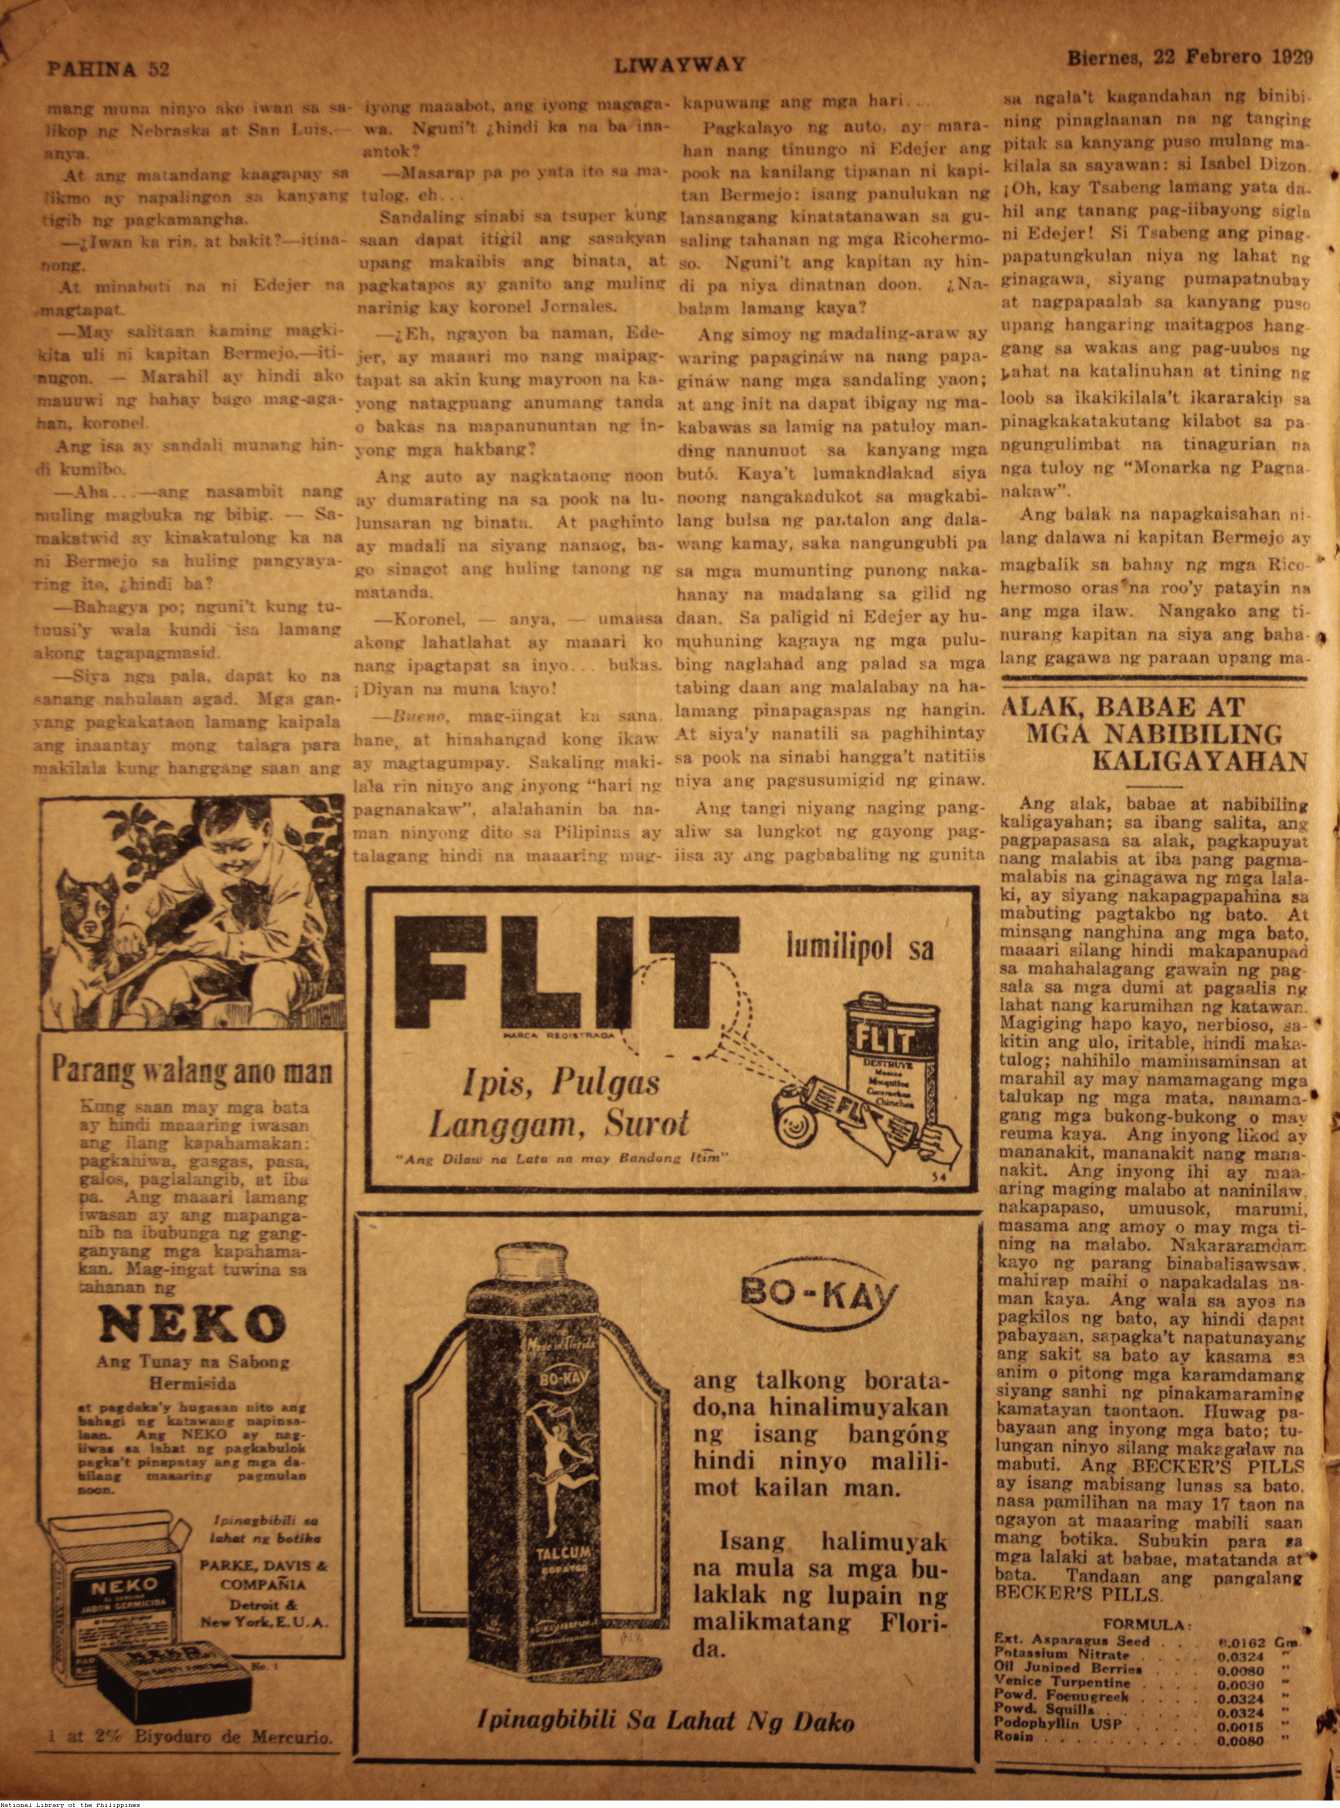 PAHINA 52
LIWAYWAY
Biernes, 22 Febrero 1929
mang muna ninyo ako iwan sa sa-
likop ng Nebraska at San Luis.—
anya.
At ang matandang kaagapay sa
likmo ay napalingon sa kanyang
tigib ng pagkamangha.
—¿Iwan ka rin, at bakit?—itina-
nong.
At minabuti na ni Edejer na
magtapat.
—May salitaan kaming magki-
kita uli ni kapitan Bermejo,—iti-
nugon. — Marahil ay hindi ako
mauuwi ng bahay bago mag-aga-
han, koronel.
Ang isa ay sandali munang hin-
di kumibo.
—Aha...—ang nasambit nang
muling magbuka ng bibig. — Sa-
makatwid ay kinakatulong ka na
ni Bermejo sa huling pangyaya-
ring ito, ¿hindi ba?
—Bahagya po; nguni't kung tu-
tuusi'y wala kundi isa lamang
akong tagapagmasid.
—Siya nga pala, dapat ko na
sanang nahulaan agad. Mga gan-
yang pagkakataon lamang kaipala
ang inaantay mong talaga para
makilala kung hanggang saan ang
iyong maaabot, ang iyong magaga-
wa. Nguni't ¿hindi ka na ba ina-
antok?
—Masarap pa po yata ito sa ma-
tulog, eh...
Sandaling sinabi sa tsuper kung
saan dapat itigil ang sasakyan
upang makaibis ang binata, at
pagkatapos ay ganito ang muling
narinig kay koronel Jornales.
—¿Eh, ngayon ba naman, Ede-
jer, ay maaari mo nang maipag-
tapat sa akin kung mayroon na ka-
yong natagpuang anumang tanda
o bakas na mapanununtan ng in-
yong mga hakbang?
Ang auto ay nagkataong noon
ay dumarating na sa pook na lu-
lunsaran ng binata. At paghinto
ay madali na siyang nanaog, ba-
go sinagot ang huling tanong ng
matanda.
—Koronel, — anya, — umaasa
akong lahatlahat ay maaari ko
nang ipagtapat sa inyo... bukas.
¡Diyan na muna kayo!
—Bueno, mag-iingat ka sana,
hane, at hinahangad kong ikaw
ay magtagumpay. Sakaling maki-
lala rin ninyo ang inyong "hari ng
pagnanakaw", alalahanin ba na-
man ninyong dito sa Pilipinas ay
talagang hindi na maaaring mag-
kapuwang ang mga hari...
Pagkalayo ng auto, ay mara-
han nang tinungo ni Edejer ang
pook na kanilang tipanan ni kapi-
tan Bermejo: isang panulukan ng
lansangang kinatatanawan sa gu-
saling tahanan ng mga Ricohermo-
so. Nguni't ang kapitan ay hin-
di pa niya dinatnan doon. ¿Na-
balam lamang kaya?
Ang simoy ng madaling-araw ay
waring papagináw na nang papa-
gináw nang mga sandaling yaon;
at ang init na dapat ibigay ng ma-
kabawas sa lamig na patuloy man-
ding nanunuot sa kanyang mga
butó. Kaya't lumakadlakad siya
noong nangakadukot sa magkabi-
lang bulsa ng pantalon ang dala-
wang kamay, saka nangungubli pa
sa mga mumunting punong naka-
hanay na madalang sa gilid ng
daan. Sa paligid ni Edejer ay hu-
muhuning kagaya ng mga pulu-
bing naglahad ang palad sa mga
tabing daan ang malalabay na ha-
lamang pinapagaspas ng hangin.
At siya'y nanatili sa paghihintay
sa pook na sinabi hangga't natitiis
niya ang pagsusumigid ng ginaw.
Ang tangi niyang naging pang-
aliw sa lungkot ng gayong pag-
iisa ay ang pagbabaling ng gunita
sa ngala't kagandahan ng binibi-
ning pinaglaanan na ng tanging
pitak sa kanyang puso mulang ma-
kilala sa sayawan: si Isabel Dizon.
¡Oh, kay Tsabeng lamang yata da-
hil ang tanang pag-iibayong sigla
ni Edejer! Si Tsabeng ang pinag-
papatungkulan niya ng lahat ng
ginagawa, siyang pumapatnubay
at nagpapaalab sa kanyang puso
upang hangaring maitagpos hang-
gang sa wakas ang pag-uubos ng
lahat na katalinuhan at tining ng
loob sa ikakikilala't ikararakip sa
pinagkakatakutang kilabot sa pa-
ngungulimbat na tinagurian na
nga tuloy ng "Monarka ng Pagna-
nakaw".
Ang balak na napagkaisahan ni-
lang dalawa ni kapitan Bermejo ay
magbalik sa bahay ng mga Rico-
hermoso oras na roo'y patayin na
ang mga ilaw. Nangako ang ti-
nurang kapitan na siya ang baha-
lang gagawa ng paraan upang ma-
ALAK, BABAE AT
MGA NABIBILING
KALIGAYAHAN
Ang alak, babae at nabibiling
kaligayahan; sa ibang salita, ang
pagpapasasa sa alak, pagkapuyat
nang malabis at iba pang pagma-
malabis na ginagawa ng mga lala-
ki, ay siyang nakapagpapahina sa
mabuting pagtakbo ng bato. At
minsang nanghina ang mga bato,
maaari silang hindi makapanupad
sa mahahalagang gawain ng pag-
sala sa mga dumi at pagaalis ng
lahat nang karumihan ng katawan.
Magiging hapo kayo, nerbioso, sa-
kitin ang ulo, iritable, hindi maka-
tulog; nahihilo maminsaminsan at
marahil ay may namamagang mga
talukap ng mga mata, namama-
gang mga bukong-bukong o may
reuma kaya. Ang inyong likod ay
mananakit, mananakit nang mana-
nakit. Ang inyong ihi ay maa-
aring maging malabo at naninilaw,
nakapapaso, umuusok, marumi,
masama ang amoy o may mga ti-
ning na malabo. Nakararamdam
kayo ng parang binabalisawsaw,
mahirap maihi o napakadalas na-
man kaya. Ang wala sa ayos na
pagkilos ng bato, ay hindi dapat
pabayaan, sapagka't napatunayang
ang sakit sa bato ay kasama sa
anim o pitong mga karamdamang
siyang sanhi ng pinakamaraming
kamatayan taontaon. Huwag pa-
bayaan ang inyong mga bato; tu-
lungan ninyo silang makagalaw na
mabuti. Ang BECKER'S PILLS
ay isang mabisang lunas sa bato,
nasa pamilihan na may 17 taon na
ngayon at maaaring mabili saan
mang botika. Subukin para sa
mga lalaki at babae, matatanda at
bata. Tandaan ang pangalang
BECKER'S PILLS.
FORMULA:
Ext. Asparagus Seed . . . 0.0162 Gm.
Potassium Nitrate . . . . 0.0324 "
Oil Juniped Berries . . . 0.0080 "
Venice Turpentine . . . . 0.0030 "
Powd. Foenugreek . . . . 0.0324 "
Powd. Squills . . . . . . 0.0324 "
Podophyllin USP . . . . 0.0015 "
Rosin . . . . . . . . . . 0.0080 "
Parang walang ano man
Kung saan may mga bata
ay hindi maaaring iwasan
ang ilang kapahamakan:
pagkahiwa, gasgas, pasa,
galos, paglalangib, at iba
pa. Ang maaari lamang
iwasan ay ang mapanga-
nib na ibubunga ng gang-
ganyang mga kapahama-
kan. Mag-ingat tuwina sa
tahanan ng
NEKO
Ang Tunay na Sabong
Hermisida
at pagdaka'y hugasan nito ang
bahagi ng katawang napinsa-
laan. Ang NEKO ay nag-
liiwas sa lahat ng pagkabulok
pagka't pinapatay ang mga da-
hilang maaaring pagmulan
noon.
Ipinagbibili sa
lahat ng botika
PARKE, DAVIS &
COMPAÑIA
Detroit &
New York, E. U. A.
NEKO
JABON GERMICIDA
No. 1
1 at 2% Biyoduro de Mercurio.
FLIT
MARCA REGISTRADA
lumilipol sa
Ipis, Pulgas
Langgam, Surot
"Ang Dilaw na Lata na may Bandang Itim"
FLIT
DESTRUYE
Moscas
Mosquitos
Cucarachas
Chinches
FLIT
54
BO-KAY
ang talkong borata-
do, na hinalimuyakan
ng isang bangóng
hindi ninyo malili-
mot kailan man.
Isang halimuyak
na mula sa mga bu-
laklak ng lupain ng
malikmatang Flori-
da.
BO-KAY
TALCUM
BORATED
Ipinagbibili Sa Lahat Ng Dako
National Library of the Philippines